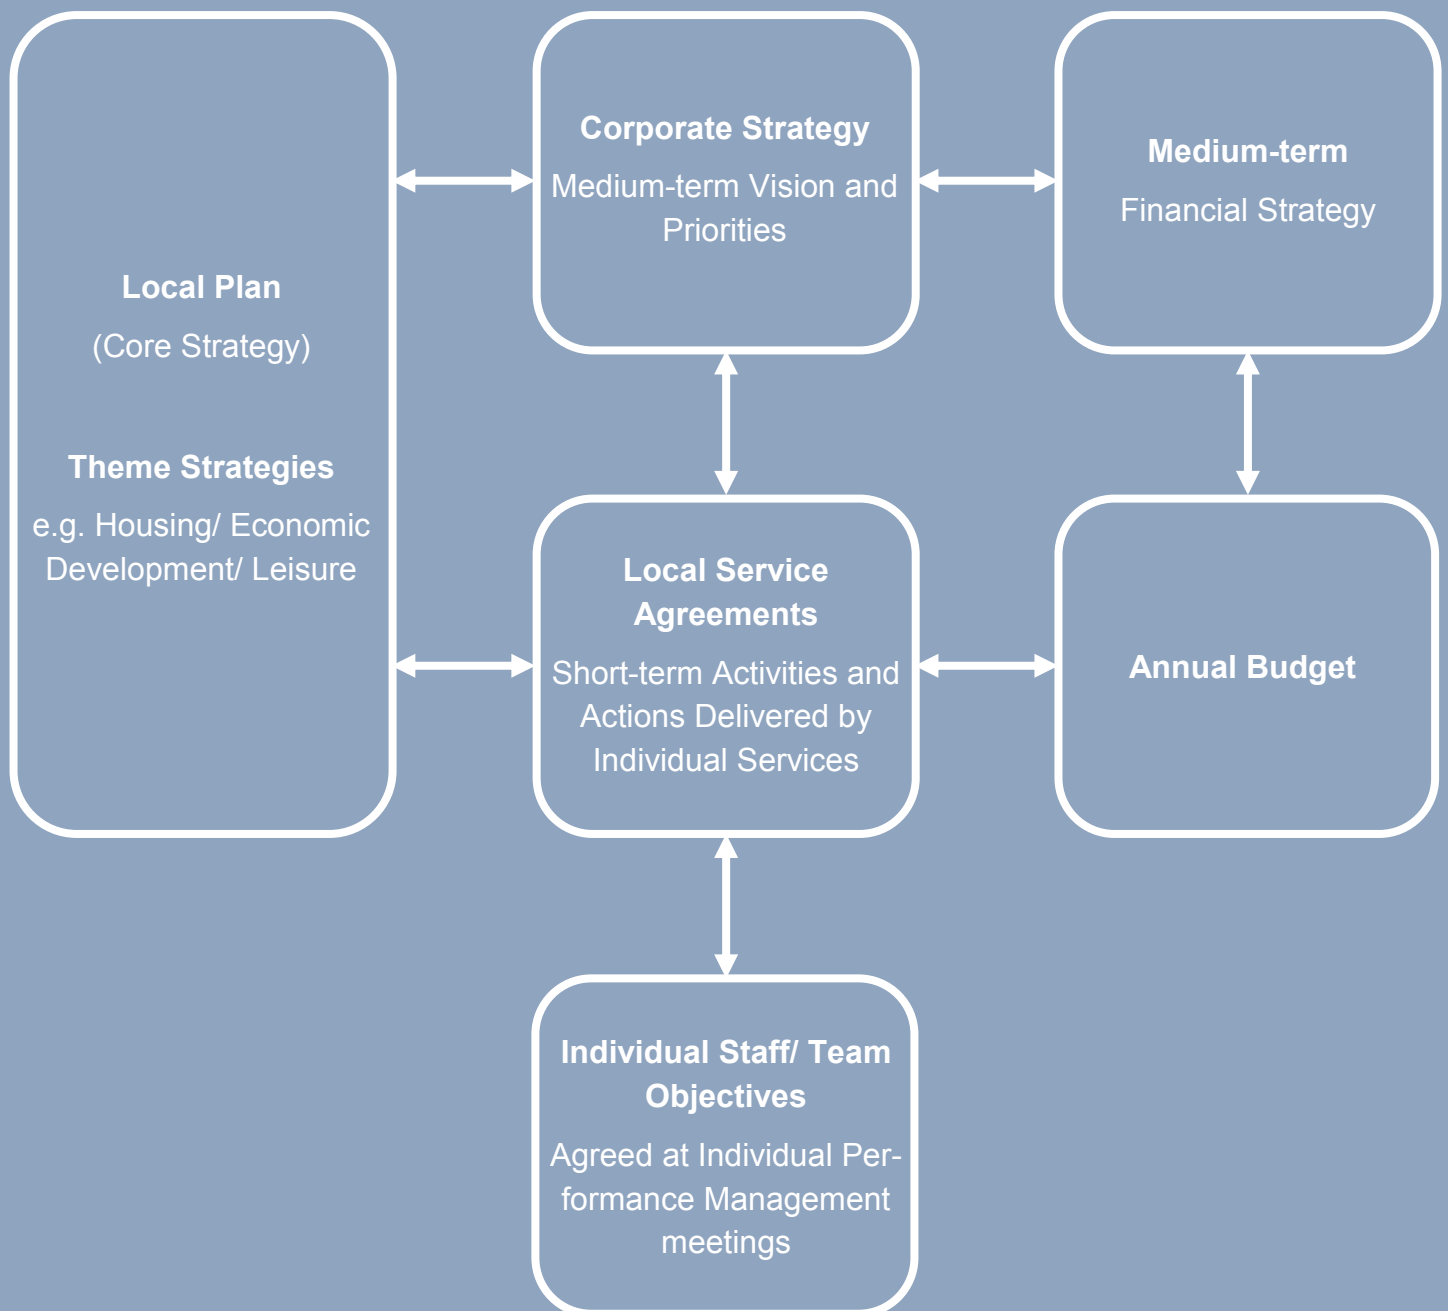 Local Plan
(Core Strategy)
Theme Strategies
e.g. Housing/ Economic
Development/ Leisure
Corporate Strategy
Medium-term Vision and
Priorities
Medium-term
Financial Strategy
Local Service
Agreements
Short-term Activities and
Actions Delivered by
Individual Services
Annual Budget
Individual Staff/ Team
Objectives
Agreed at Individual Per-
formance Management
meetings